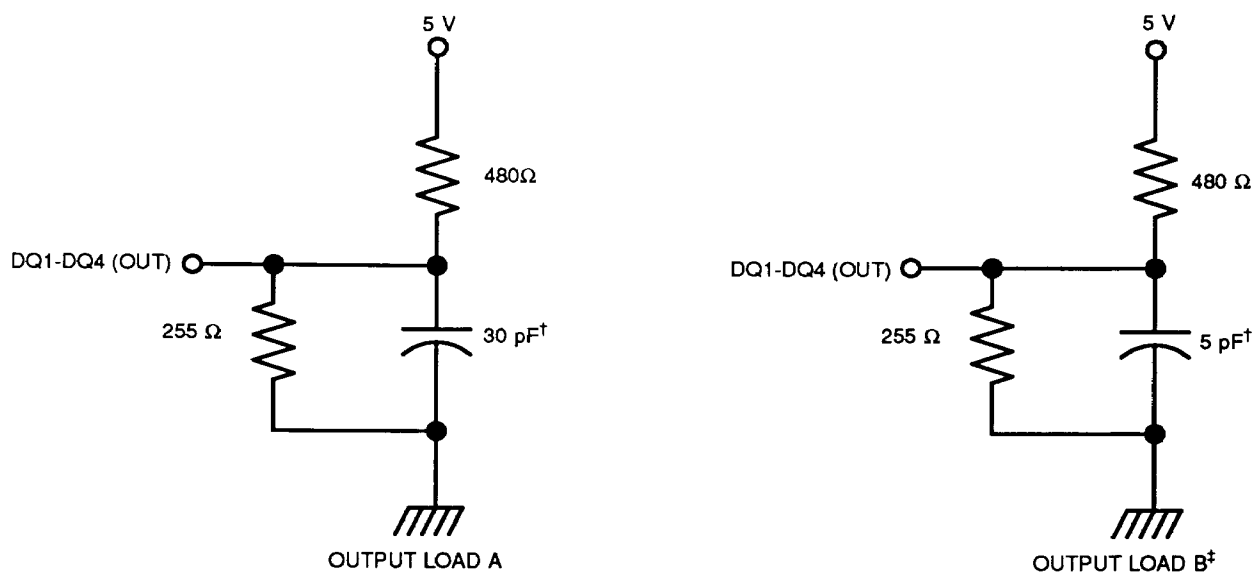 5 V
480Ω
DQ1-DQ4 (OUT)
255 Ω
30 pF†
OUTPUT LOAD A
5 V
480 Ω
DQ1-DQ4 (OUT)
255 Ω
5 pF†
OUTPUT LOAD B‡